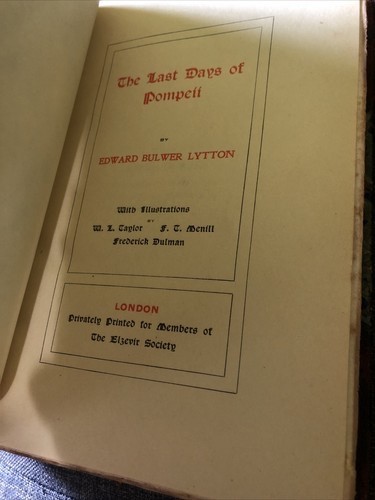 The Last Days of
Pompeii
BY
EDWARD BULWER LYTTON
With Illustrations
BY
W. L. Taylor F. T. Merrill
Frederick Dulman
LONDON
Privately Printed for Members of
The Elzevir Society